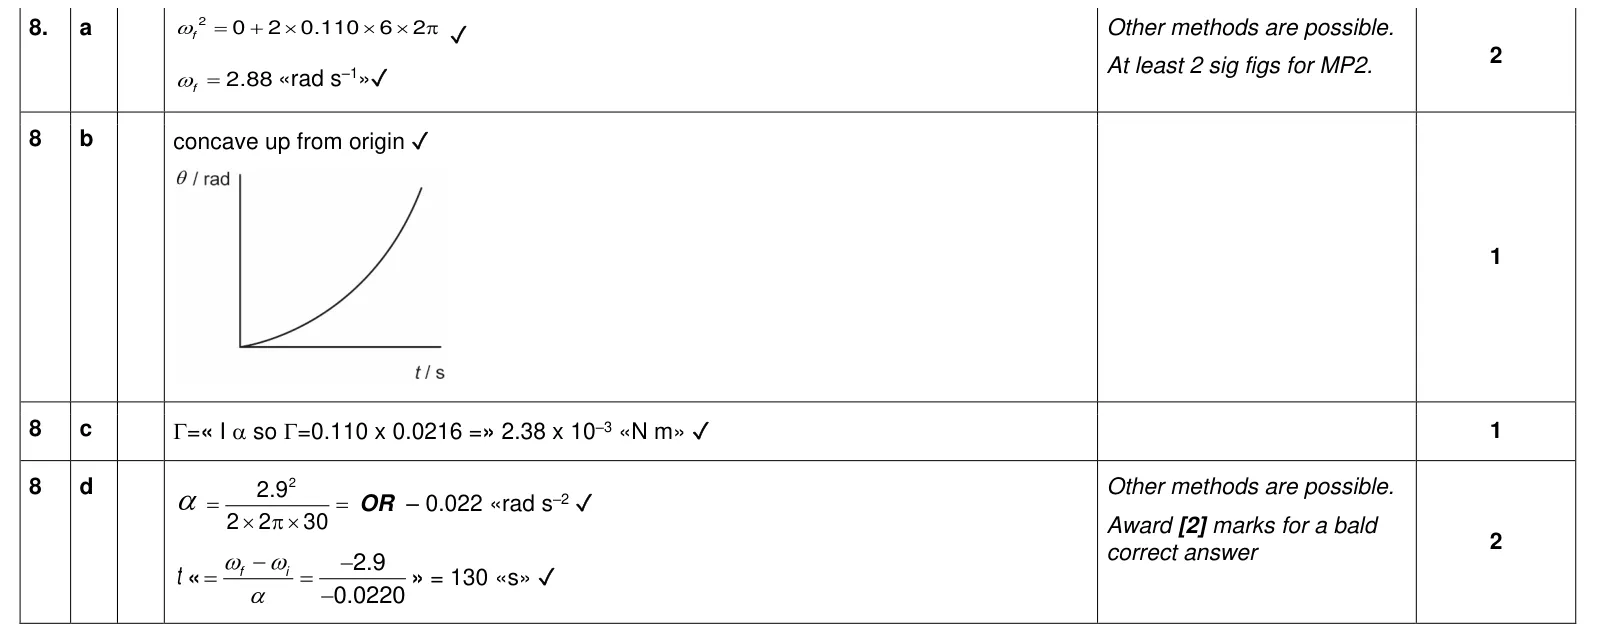 8. a ω_f² = 0 + 2 × 0.110 × 6 × 2π ✓ Other methods are possible. 2
ω_f = 2.88 «rad s⁻¹»✓ At least 2 sig figs for MP2.
8 b concave up from origin ✓ 1
θ / rad
t / s
8 c Γ=« I α so Γ=0.110 x 0.0216 =» 2.38 x 10⁻³ «N m» ✓ 1
8 d α = 2.9² / (2 × 2π × 30) = OR – 0.022 «rad s⁻² ✓ Other methods are possible. 2
Award [2] marks for a bald
correct answer
t « = (ω_f − ω_i) / α = −2.9 / −0.0220 » = 130 «s» ✓